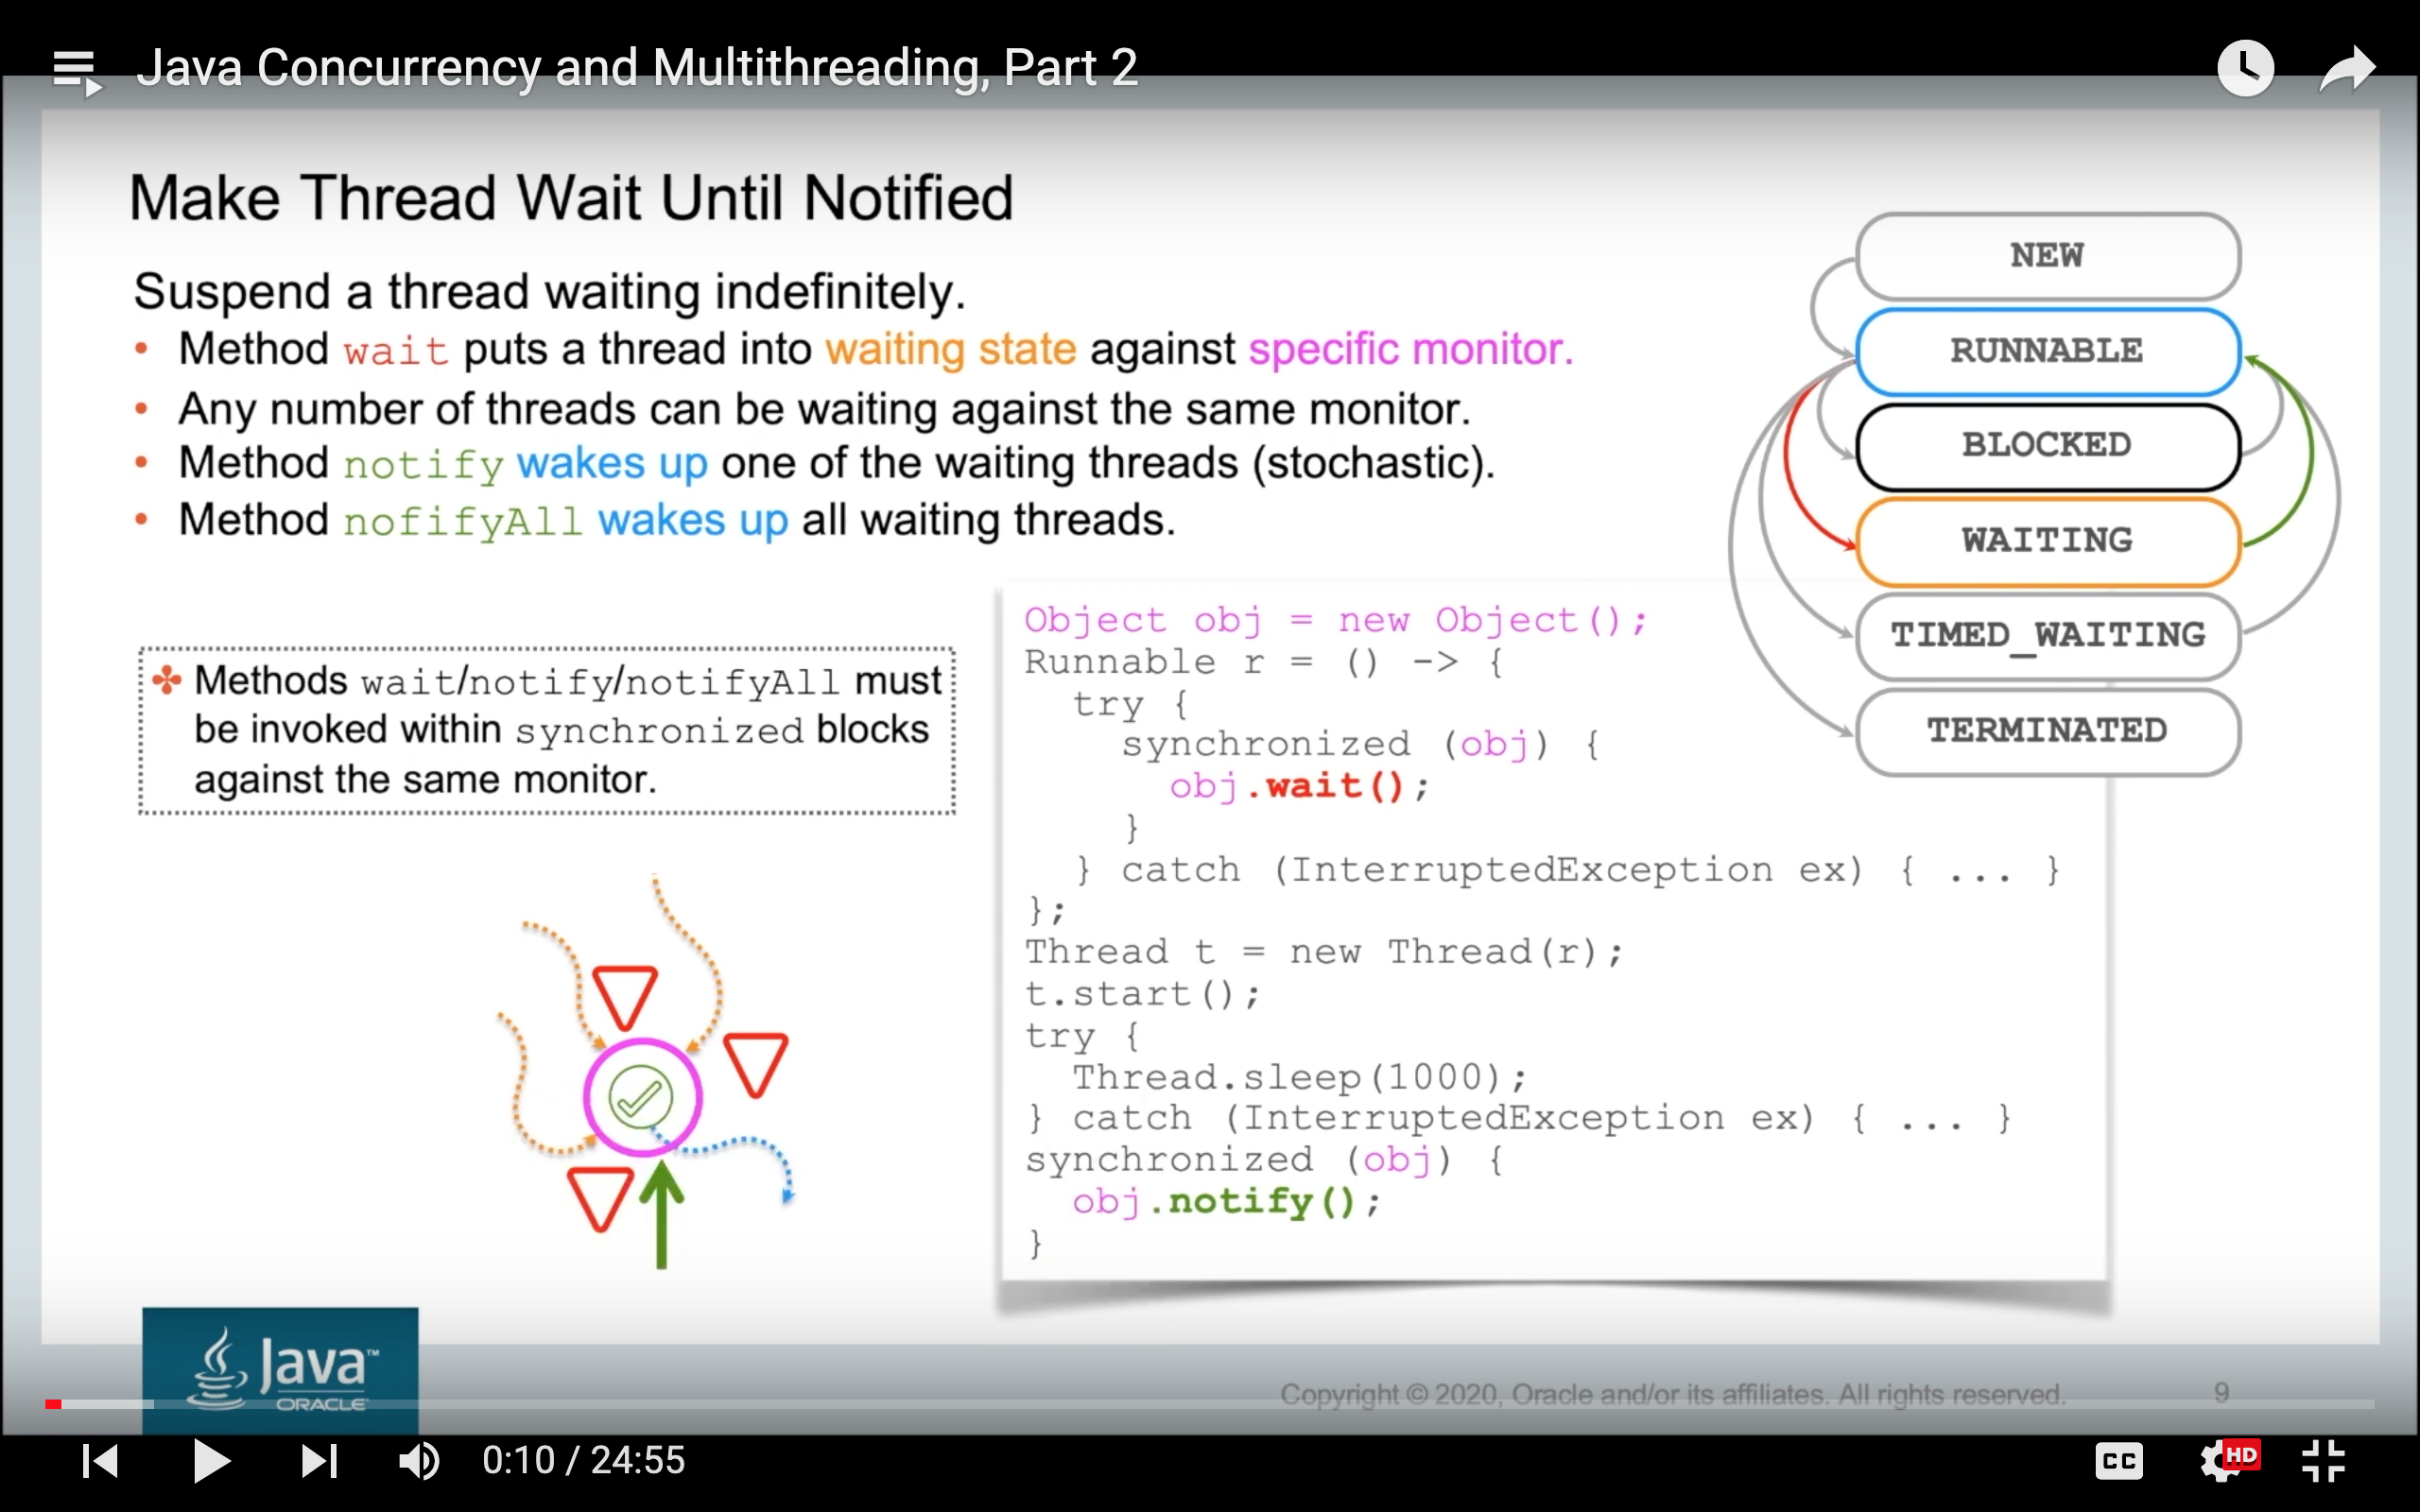 Java Concurrency and Multithreading, Part 2
Make Thread Wait Until Notified
Suspend a thread waiting indefinitely.
• Method wait puts a thread into waiting state against specific monitor.
• Any number of threads can be waiting against the same monitor.
• Method notify wakes up one of the waiting threads (stochastic).
• Method nofifyAll wakes up all waiting threads.
Methods wait/notify/notifyAll must
be invoked within synchronized blocks
against the same monitor.
NEW
RUNNABLE
BLOCKED
WAITING
TIMED_WAITING
TERMINATED
Object obj = new Object();
Runnable r = () -> {
  try {
    synchronized (obj) {
      obj.wait();
    }
  } catch (InterruptedException ex) { ... }
};
Thread t = new Thread(r);
t.start();
try {
  Thread.sleep(1000);
} catch (InterruptedException ex) { ... }
synchronized (obj) {
  obj.notify();
}
Java™
ORACLE
Copyright © 2020, Oracle and/or its affiliates. All rights reserved.
9
0:10 / 24:55
CC
HD